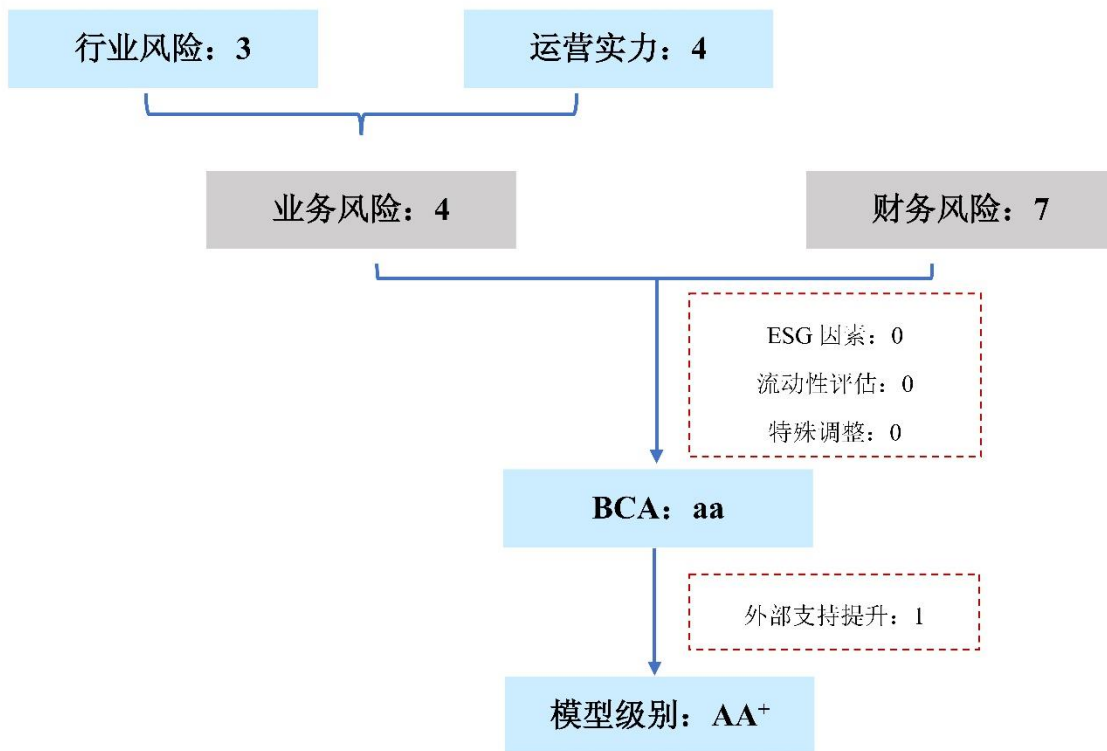 行业风险：3
运营实力：4
业务风险：4
财务风险：7
ESG 因素：0
流动性评估：0
特殊调整：0
BCA：aa
外部支持提升：1
模型级别：AA⁺